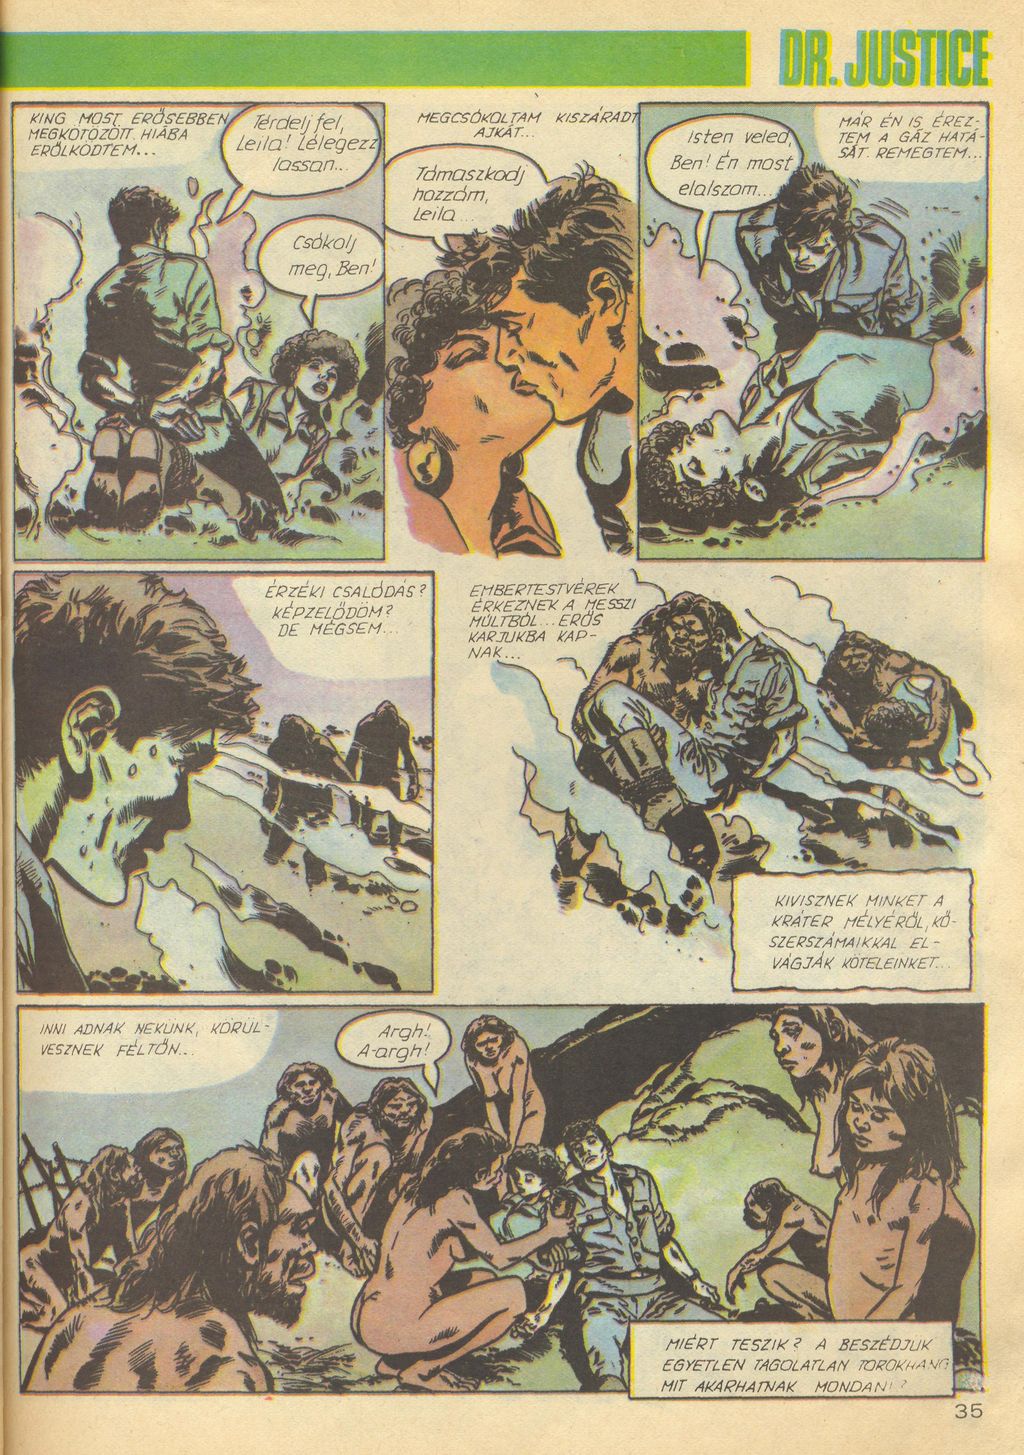 DR. JUSTICE
KING MOST ERŐSEBBEN
MEGKÖTÖZÖTT. HIÁBA
ERŐLKÖDTEM...
Térdelj fel,
Leila! Lélegezz
lassan...
Csókolj
meg, Ben!
MEGCSÓKOLTAM KISZÁRADT
AJKÁT...
Támaszkodj
hozzám,
Leila...
Isten veled,
Ben! Én most
elalszom...
MÁR ÉN IS ÉREZ-
TEM A GÁZ HATÁ-
SÁT. REMEGTEM...
ÉRZÉKI CSALÓDÁS?
KÉPZELŐDÖM?
DE MÉGSEM...
EMBERTESTVÉREK
ÉRKEZNEK A MESSZI
MÚLTBÓL... ERŐS
KARJUKBA KAP-
NAK...
KIVISZNEK MINKET A
KRÁTER MÉLYÉRŐL, KŐ-
SZERSZÁMAIKKAL EL-
VÁGJÁK KÖTELEINKET...
INNI ADNAK NEKÜNK, KÖRÜL-
VESZNEK FÉLTŐN...
Argh!
A-argh!
MIÉRT TESZIK? A BESZÉDJÜK
EGYETLEN TAGOLATLAN TOROKHANG
MIT AKARHATNAK MONDANI?
35